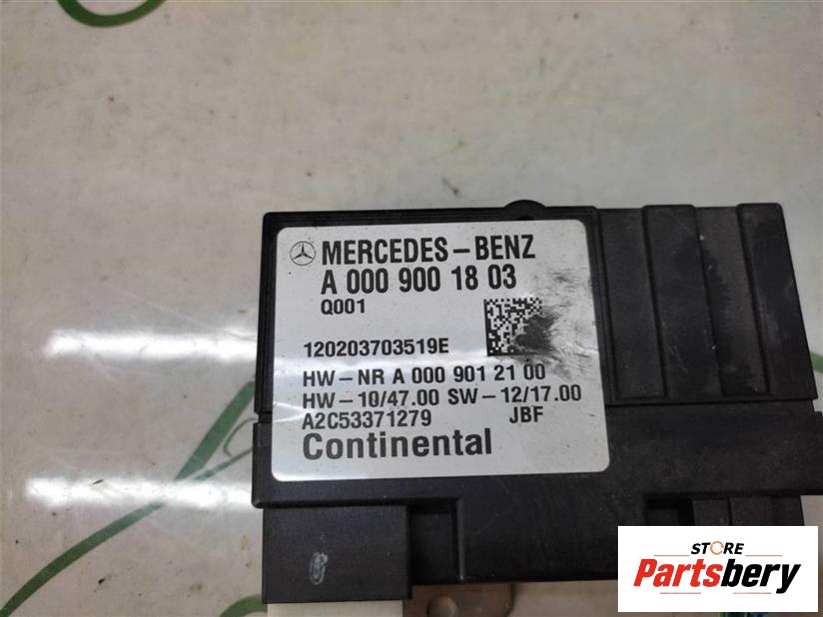 MERCEDES-BENZ
A 000 900 18 03
Q001
120203703519E
HW-NR A 000 901 21 00
HW-10/47.00 SW-12/17.00
A2C53371279 JBF
Continental
STORE
Partsbery